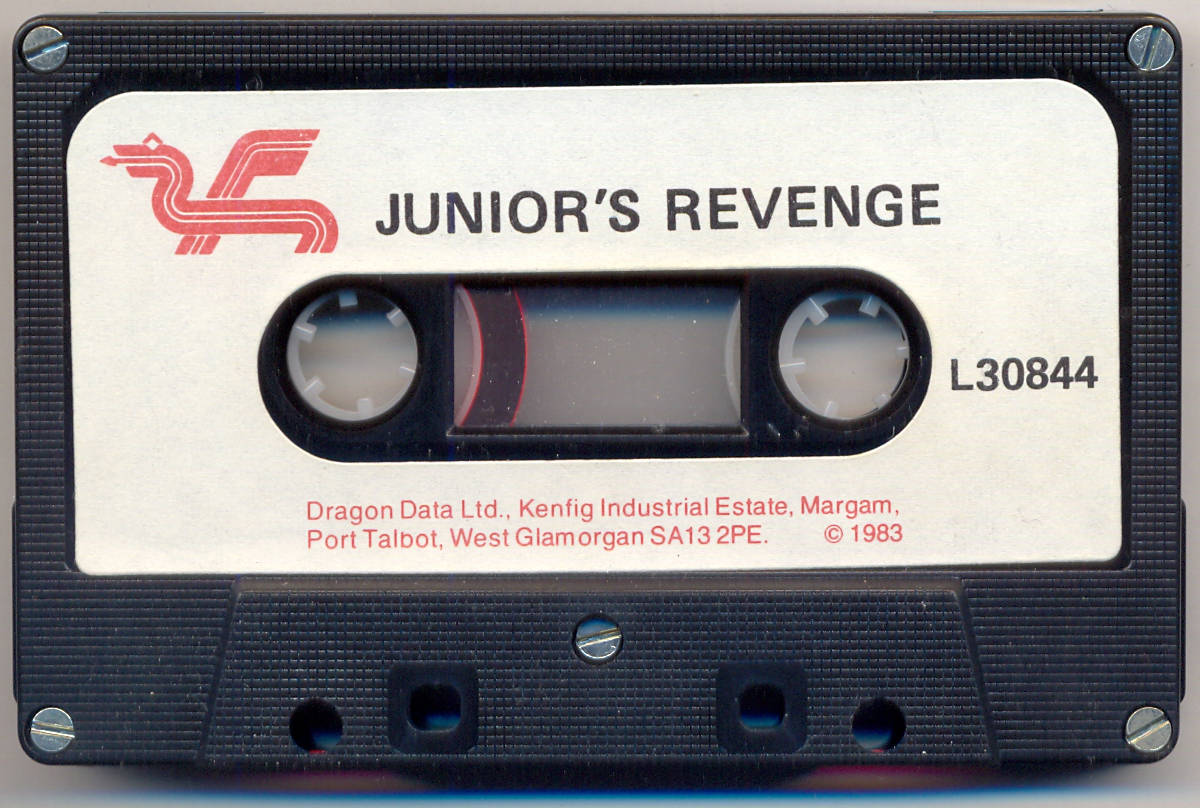 JUNIOR'S REVENGE
L30844
Dragon Data Ltd., Kenfig Industrial Estate, Margam,
Port Talbot, West Glamorgan SA13 2PE. © 1983